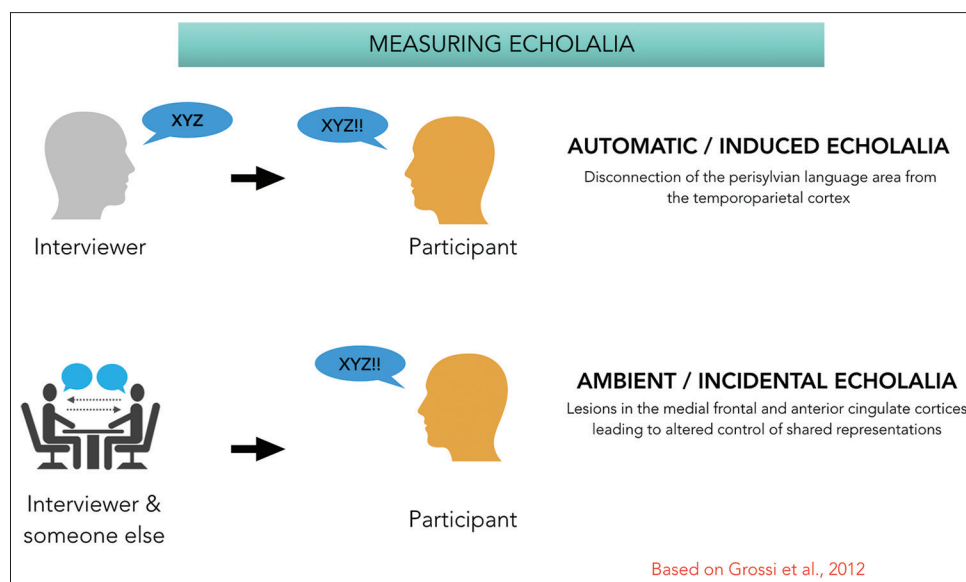 MEASURING ECHOLALIA
XYZ
XYZ!!
Interviewer
Participant
AUTOMATIC / INDUCED ECHOLALIA
Disconnection of the perisylvian language area from
the temporoparietal cortex
XYZ!!
Interviewer &
someone else
Participant
AMBIENT / INCIDENTAL ECHOLALIA
Lesions in the medial frontal and anterior cingulate cortices
leading to altered control of shared representations
Based on Grossi et al., 2012